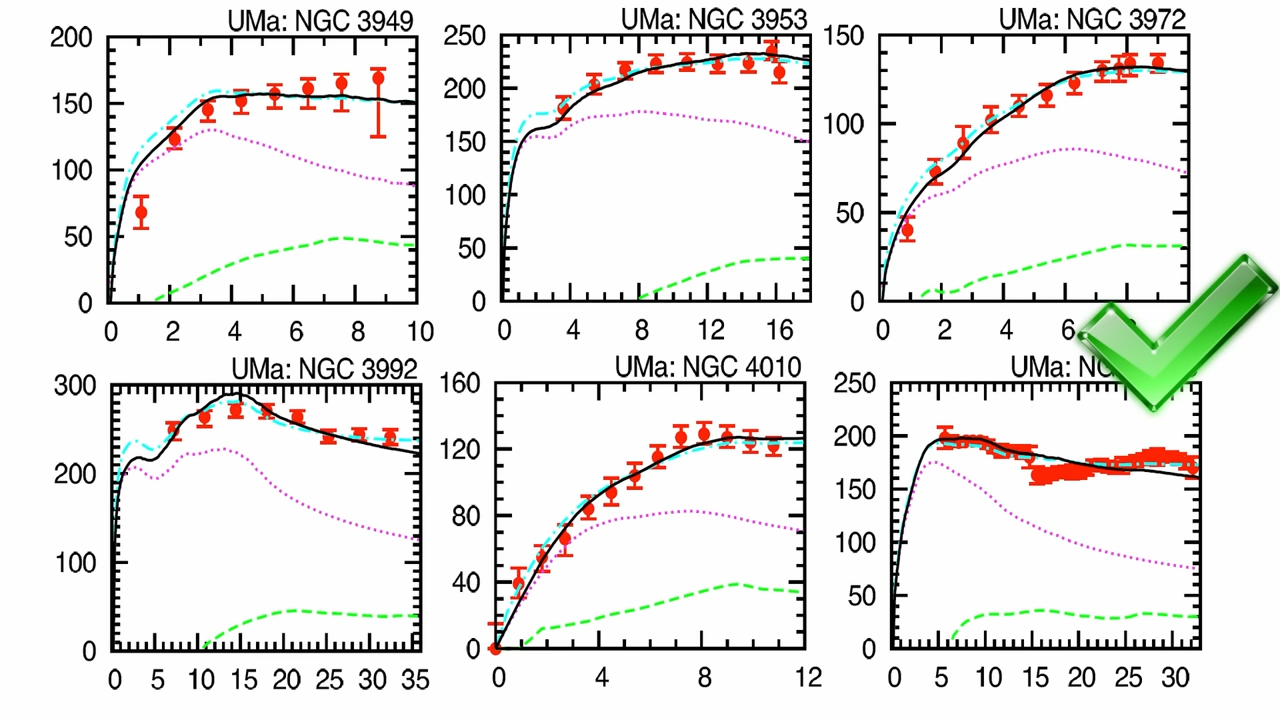 UMa: NGC 3949
UMa: NGC 3953
UMa: NGC 3972
200
150
100
50
0
0 2 4 6 8 10
250
200
150
100
50
0
0 4 8 12 16
150
100
50
0
0 2 4 6
UMa: NGC 3992
UMa: NGC 4010
UMa:
300
200
100
0
0 5 10 15 20 25 30 35
160
120
80
40
0
0 4 8 12
250
200
150
100
50
0
0 5 10 15 20 25 30